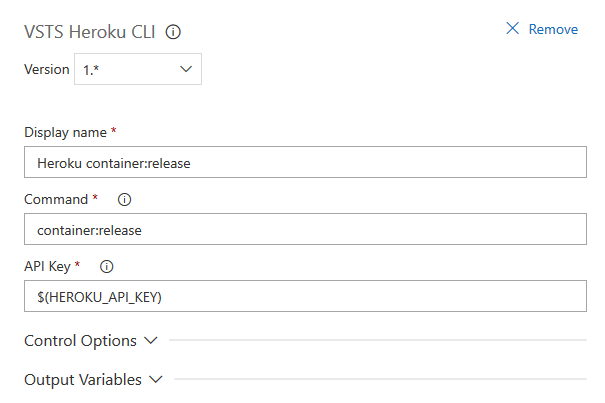 VSTS Heroku CLI
Remove
Version 1.*
Display name *
Heroku container:release
Command *
container:release
API Key *
$(HEROKU_API_KEY)
Control Options
Output Variables